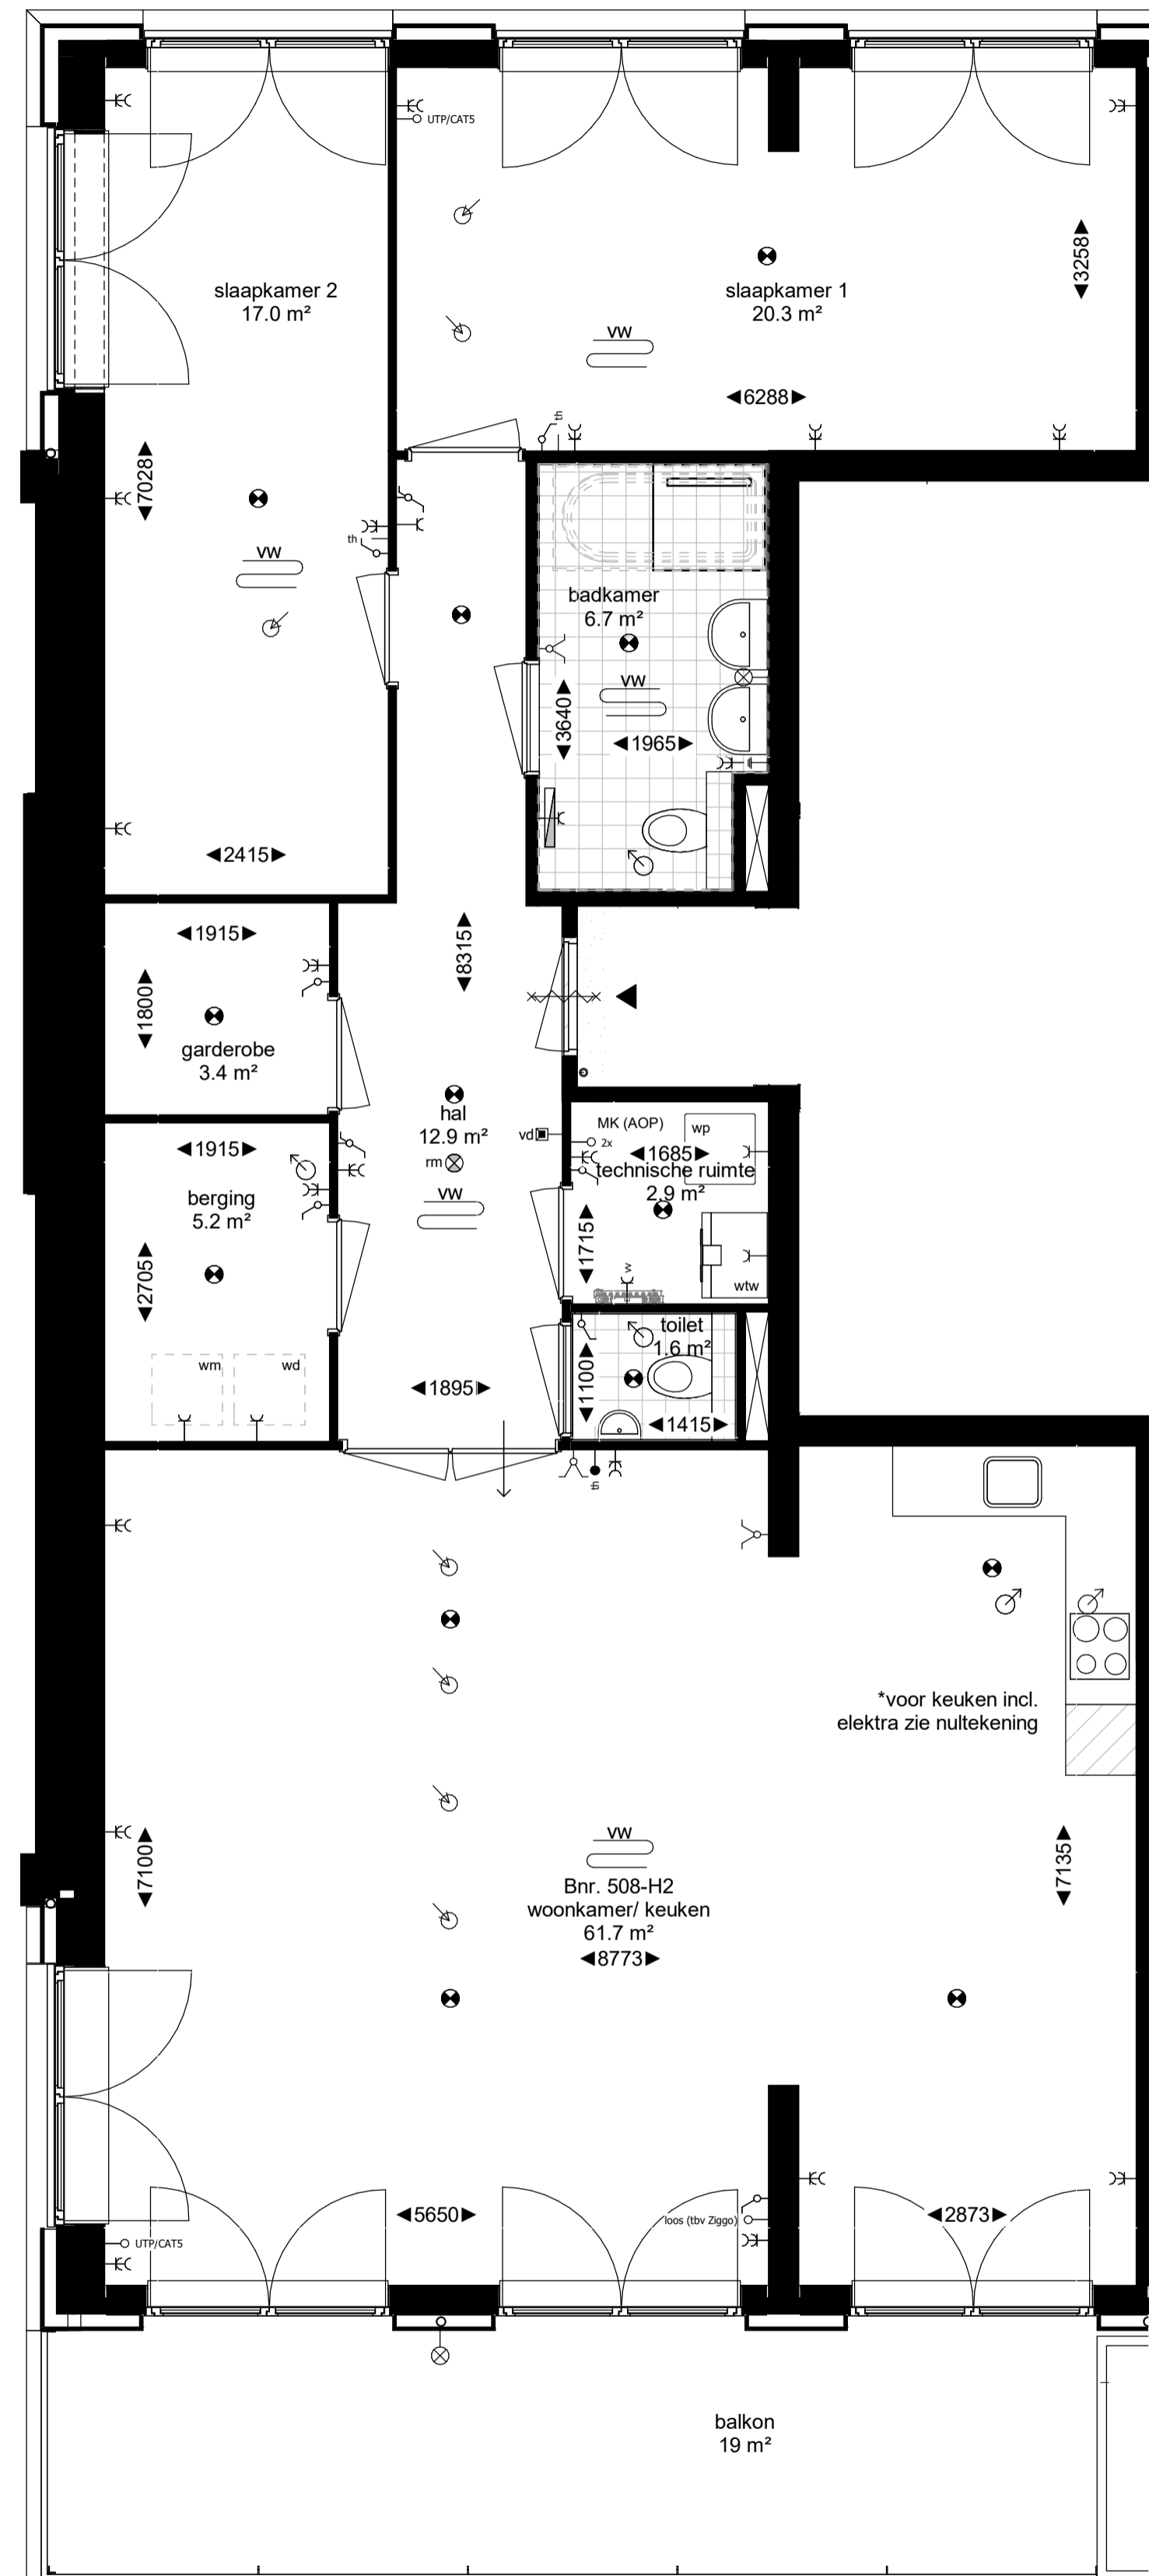 UTP/CAT5
slaapkamer 2
17.0 m²
slaapkamer 1
20.3 m²
3258
vw
6288
th
7028
th
vw
badkamer
6.7 m²
vw
3640
1965
2415
1915
8315
1800
garderobe
3.4 m²
hal
12.9 m²
vd
rm
vw
MK (AOP)
wp
2x
1685
technische ruimte
2.9 m²
1715
w
wtw
1915
berging
5.2 m²
2705
wm
wd
toilet
1.6 m²
1100
1895
1415
th
*voor keuken incl.
elektra zie nultekening
7100
vw
7135
Bnr. 508-H2
woonkamer/ keuken
61.7 m²
8773
5650
loos (tbv Ziggo)
2873
UTP/CAT5
balkon
19 m²